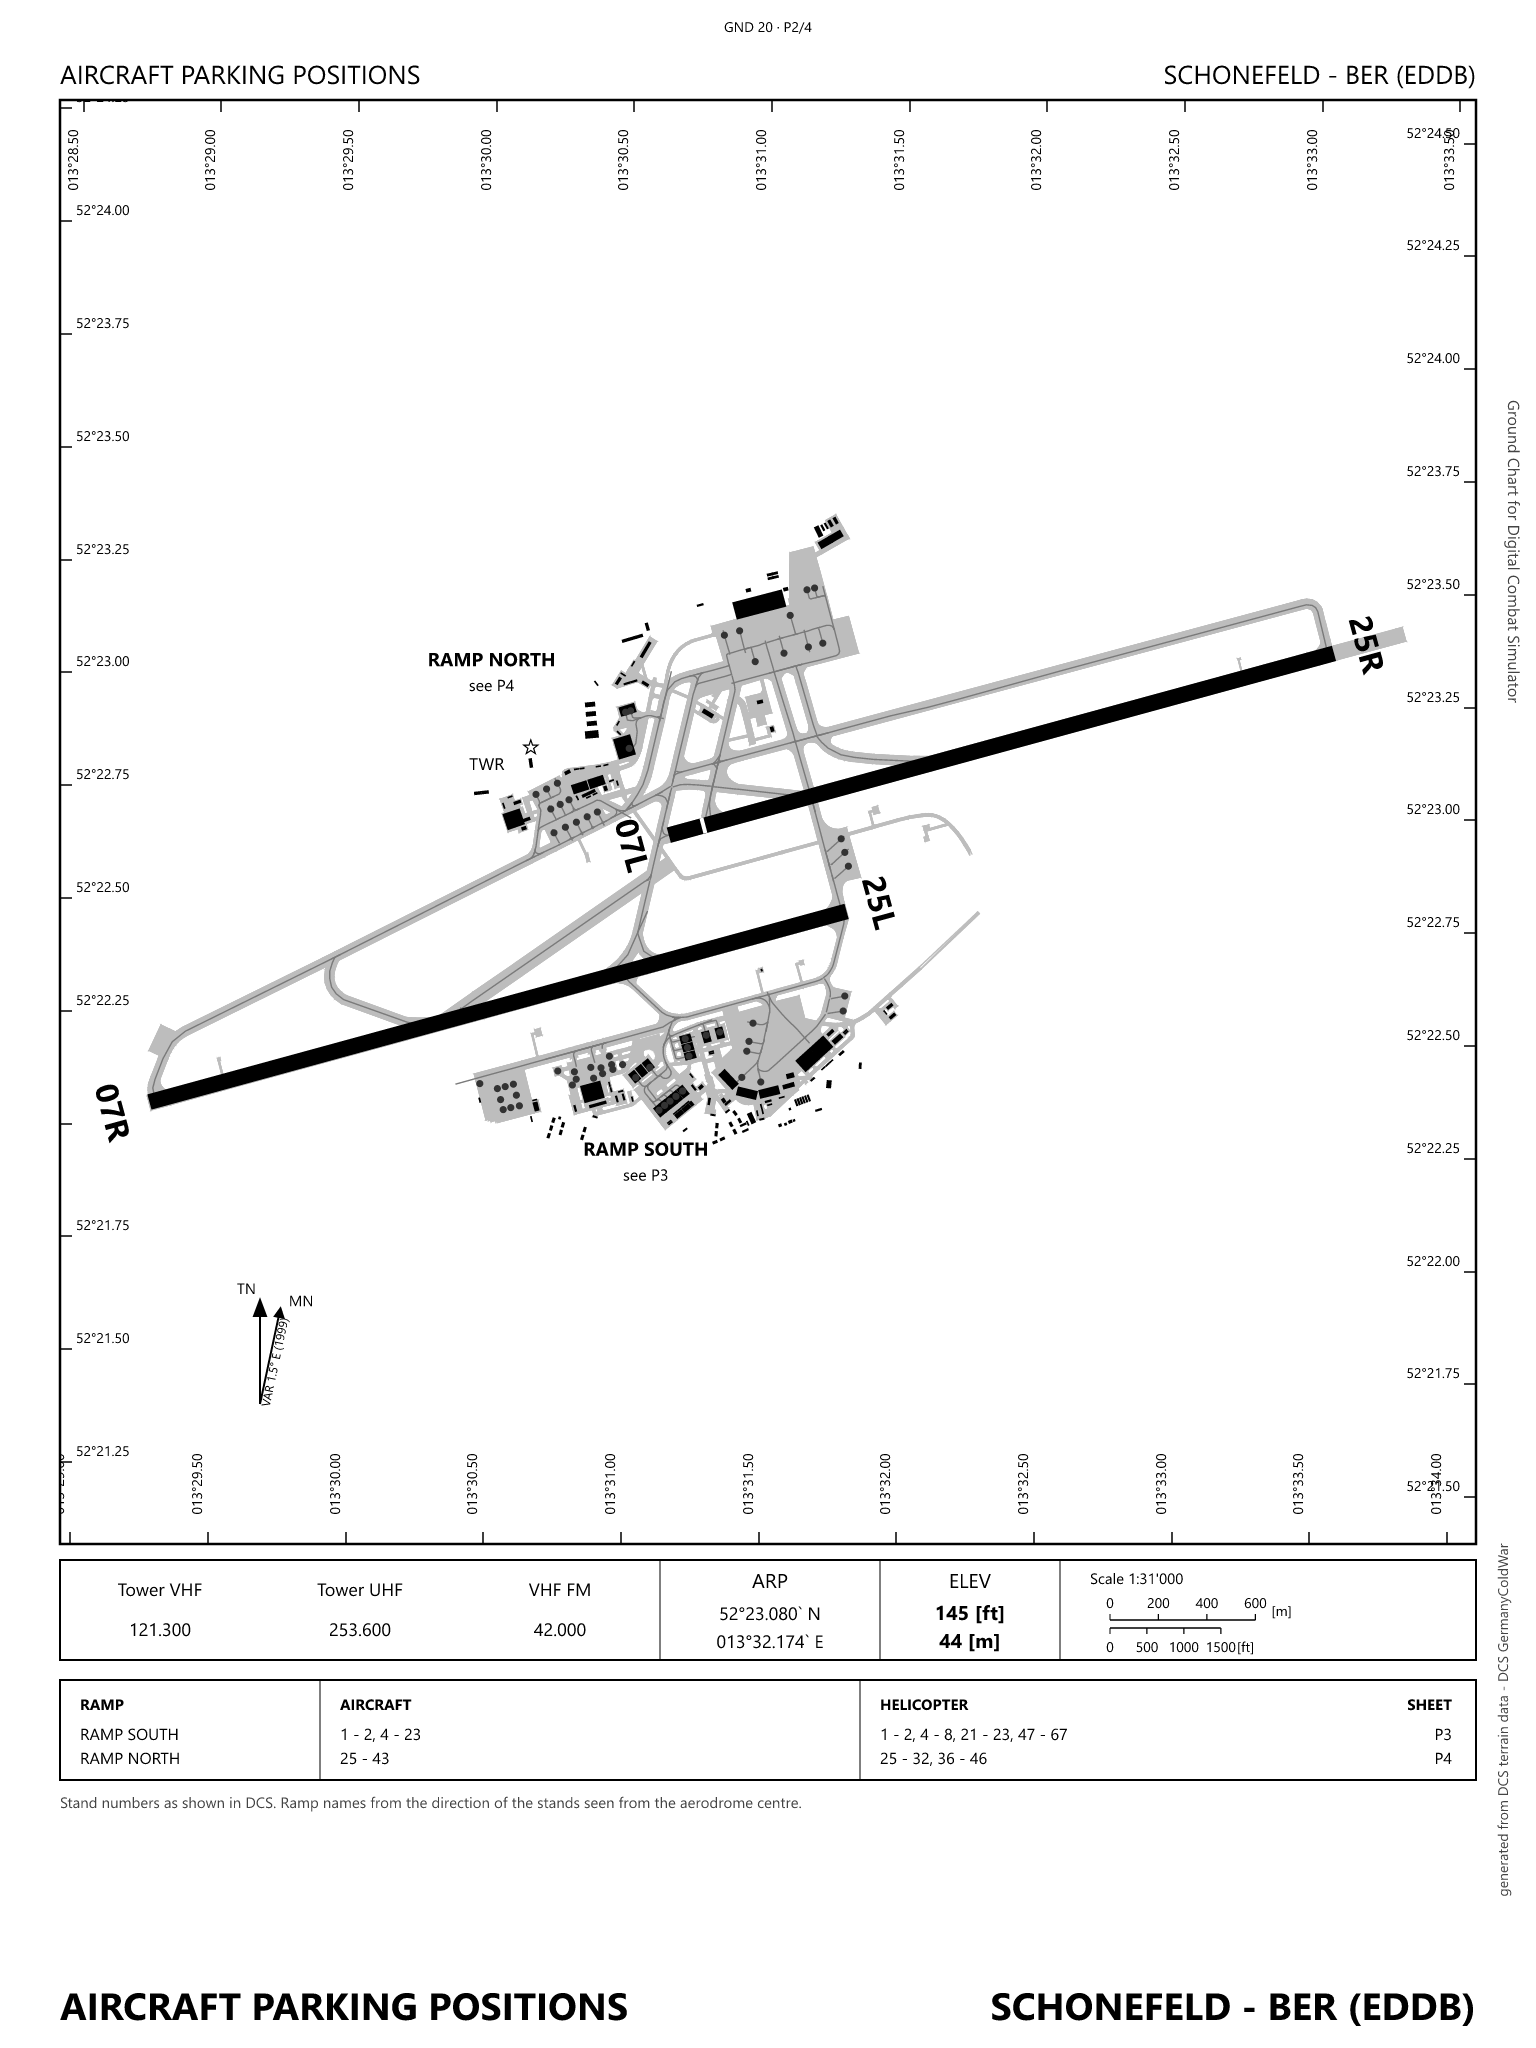 GND 20 · P2/4
AIRCRAFT PARKING POSITIONS
SCHONEFELD - BER (EDDB)
013°28.50
013°29.00
013°29.50
013°30.00
013°30.50
013°31.00
013°31.50
013°32.00
013°32.50
013°33.00
013°33.50
52°24.50
52°24.00
52°24.25
52°23.75
52°24.00
52°23.50
52°23.75
52°23.25
52°23.50
52°23.00
52°23.25
52°22.75
52°23.00
52°22.50
52°22.75
52°22.25
52°22.50
52°22.25
52°21.75
52°22.00
52°21.50
52°21.75
52°21.25
52°21.50
RAMP NORTH
see P4
TWR
25R
07L
25L
07R
RAMP SOUTH
see P3
TN
MN
VAR 1.5° E (1999)
013°29.50
013°30.00
013°30.50
013°31.00
013°31.50
013°32.00
013°32.50
013°33.00
013°33.50
013°34.00
Ground Chart for Digital Combat Simulator
Tower VHF
121.300
Tower UHF
253.600
VHF FM
42.000
ARP
52°23.080` N
013°32.174` E
ELEV
145 [ft]
44 [m]
Scale 1:31'000
0 200 400 600 [m]
0 500 1000 1500[ft]
RAMP AIRCRAFT HELICOPTER SHEET
RAMP SOUTH 1 - 2, 4 - 23 1 - 2, 4 - 8, 21 - 23, 47 - 67 P3
RAMP NORTH 25 - 43 25 - 32, 36 - 46 P4
Stand numbers as shown in DCS. Ramp names from the direction of the stands seen from the aerodrome centre.
generated from DCS terrain data - DCS GermanyColdWar
AIRCRAFT PARKING POSITIONS
SCHONEFELD - BER (EDDB)